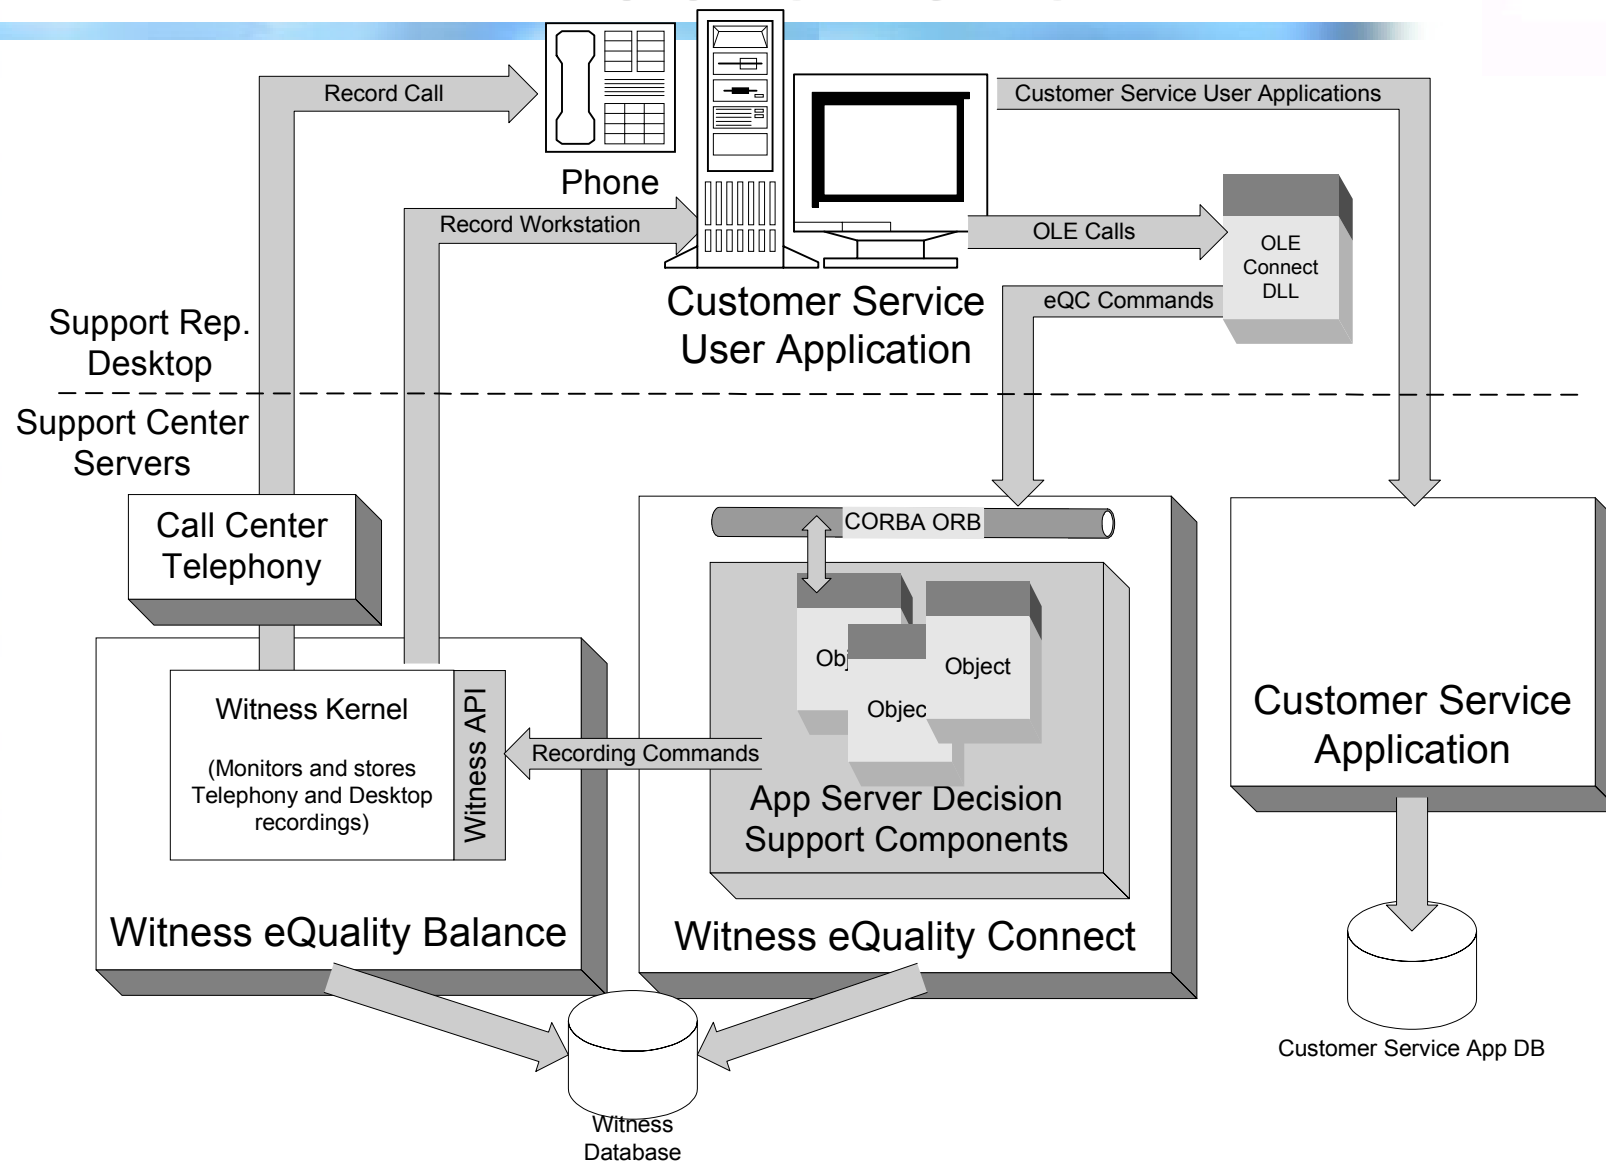 Record Call
Customer Service User Applications
Phone
Record Workstation
OLE Calls
OLE
Connect
DLL
eQC Commands
Customer Service
User Application
Support Rep.
Desktop
Support Center
Servers
Call Center
Telephony
CORBA ORB
Obj
Object
Objec
Witness Kernel
(Monitors and stores
Telephony and Desktop
recordings)
Witness API
Recording Commands
App Server Decision
Support Components
Customer Service
Application
Witness eQuality Balance
Witness eQuality Connect
Customer Service App DB
Witness
Database